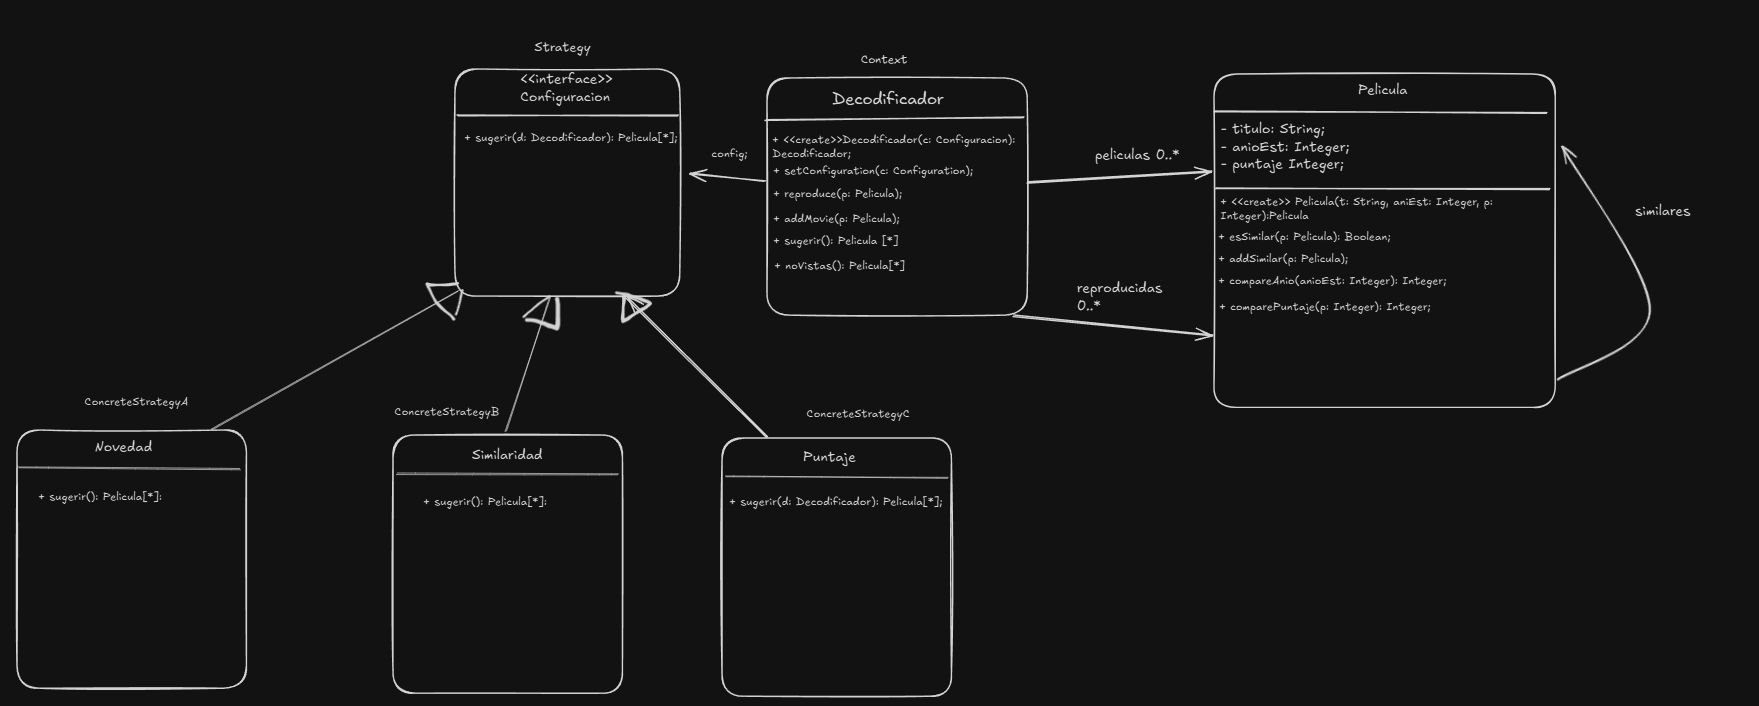 Strategy
<<interface>>
Configuracion
+ sugerir(d: Decodificador): Pelicula[*];
config;
Context
Decodificador
+ <<create>>Decodificador(c: Configuracion):
Decodificador;
+ setConfiguration(c: Configuration);
+ reproduce(p: Pelicula);
+ addMovie(p: Pelicula);
+ sugerir(): Pelicula [*]
+ noVistas(): Pelicula[*]
peliculas 0..*
reproducidas
0..*
Pelicula
- titulo: String;
- anioEst: Integer;
- puntaje Integer;
+ <<create>> Pelicula(t: String, aniEst: Integer, p:
Integer):Pelicula
+ esSimilar(p: Pelicula): Boolean;
+ addSimilar(p: Pelicula);
+ compareAnio(anioEst: Integer): Integer;
+ comparePuntaje(p: Integer): Integer;
similares
ConcreteStrategyA
Novedad
+ sugerir(): Pelicula[*];
ConcreteStrategyB
Similaridad
+ sugerir(): Pelicula[*];
ConcreteStrategyC
Puntaje
+ sugerir(d: Decodificador): Pelicula[*];